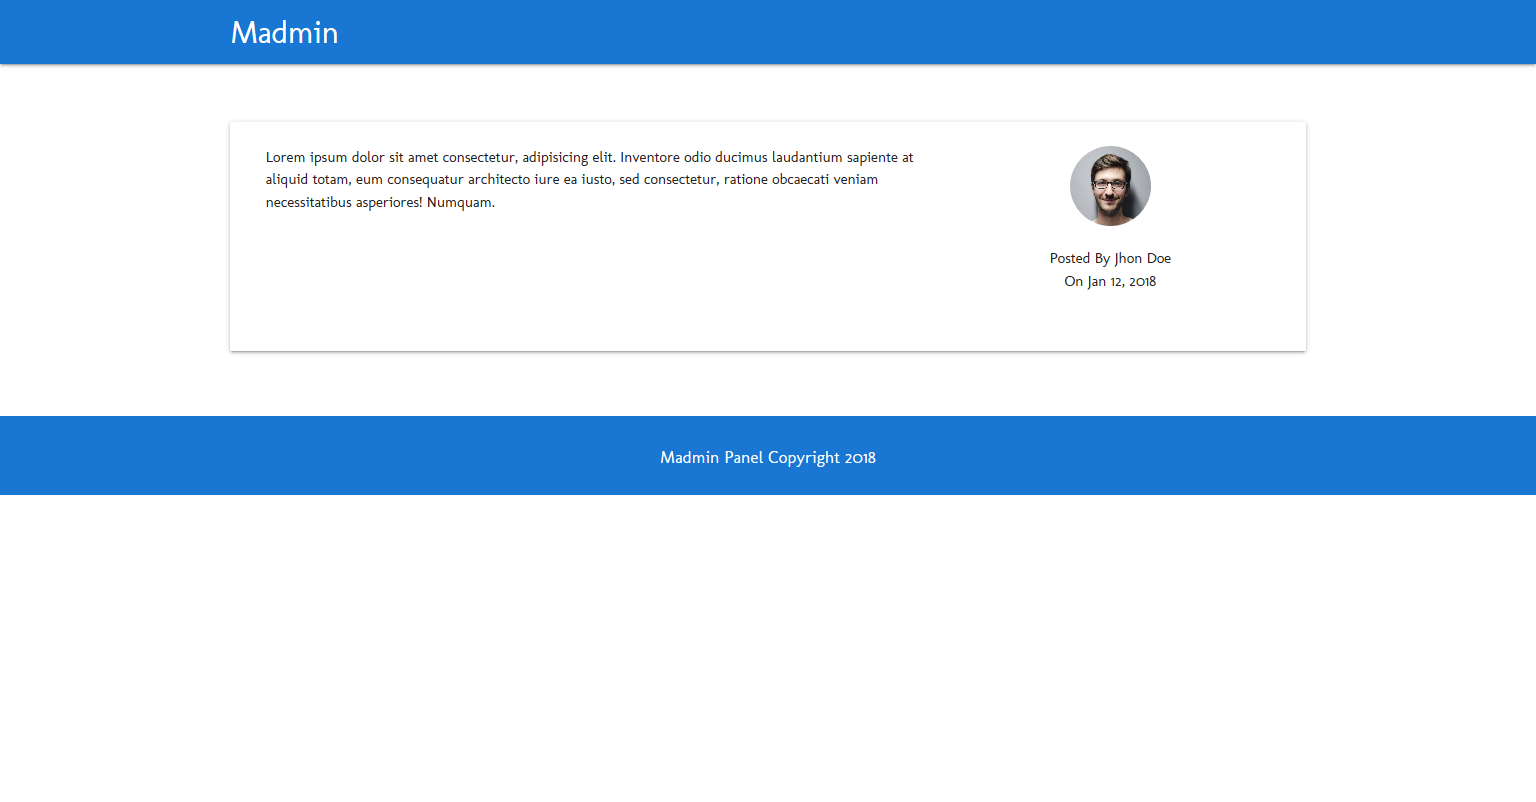 Madmin
Lorem ipsum dolor sit amet consectetur, adipisicing elit. Inventore odio ducimus laudantium sapiente at
aliquid totam, eum consequatur architecto iure ea iusto, sed consectetur, ratione obcaecati veniam
necessitatibus asperiores! Numquam.
Posted By Jhon Doe
On Jan 12, 2018
Madmin Panel Copyright 2018